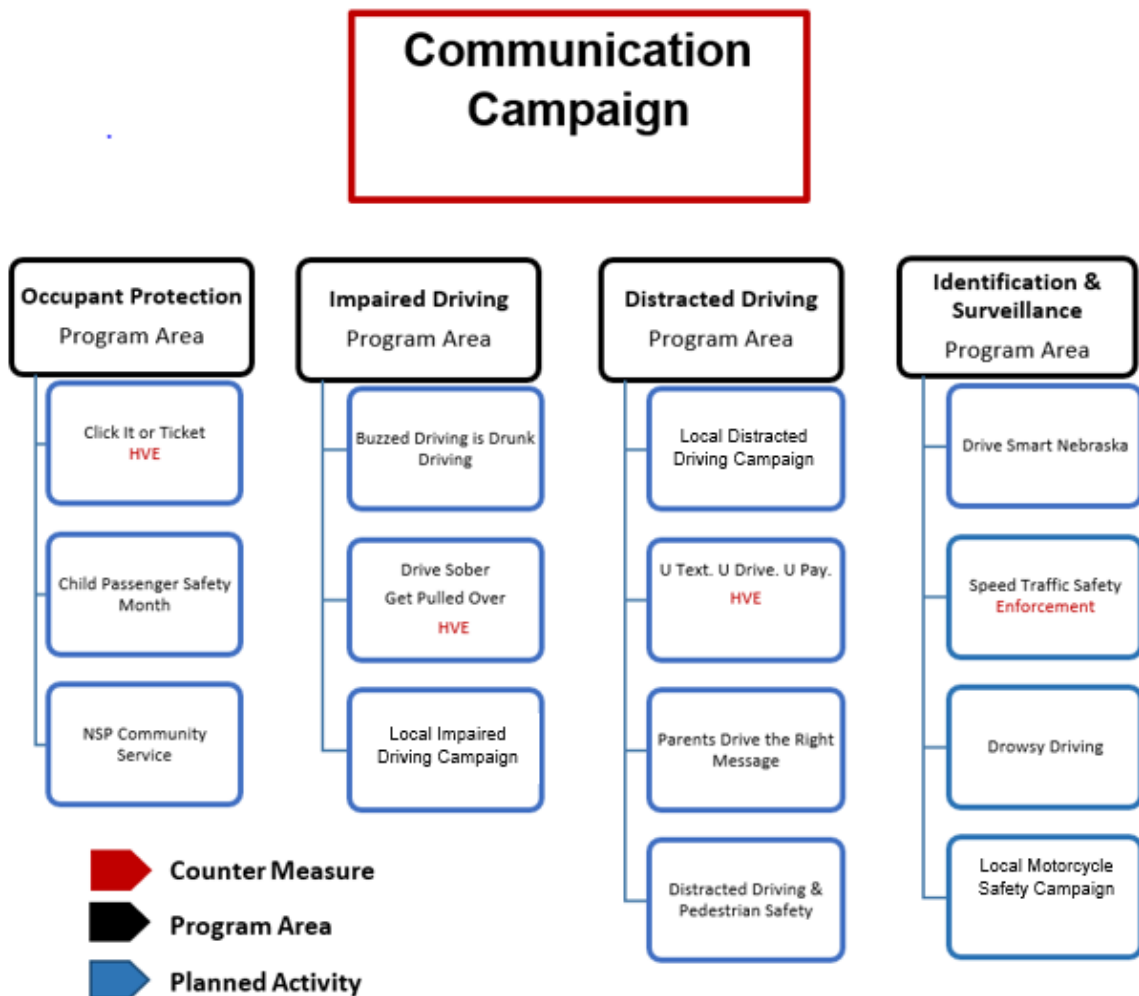 Communication
Campaign
Occupant Protection
Program Area
Click It or Ticket
HVE
Child Passenger Safety
Month
NSP Community
Service
Impaired Driving
Program Area
Buzzed Driving is Drunk
Driving
Drive Sober
Get Pulled Over
HVE
Local Impaired
Driving Campaign
Distracted Driving
Program Area
Local Distracted
Driving Campaign
U Text. U Drive. U Pay.
HVE
Parents Drive the Right
Message
Distracted Driving &
Pedestrian Safety
Identification &
Surveillance
Program Area
Drive Smart Nebraska
Speed Traffic Safety
Enforcement
Drowsy Driving
Local Motorcycle
Safety Campaign
Counter Measure
Program Area
Planned Activity